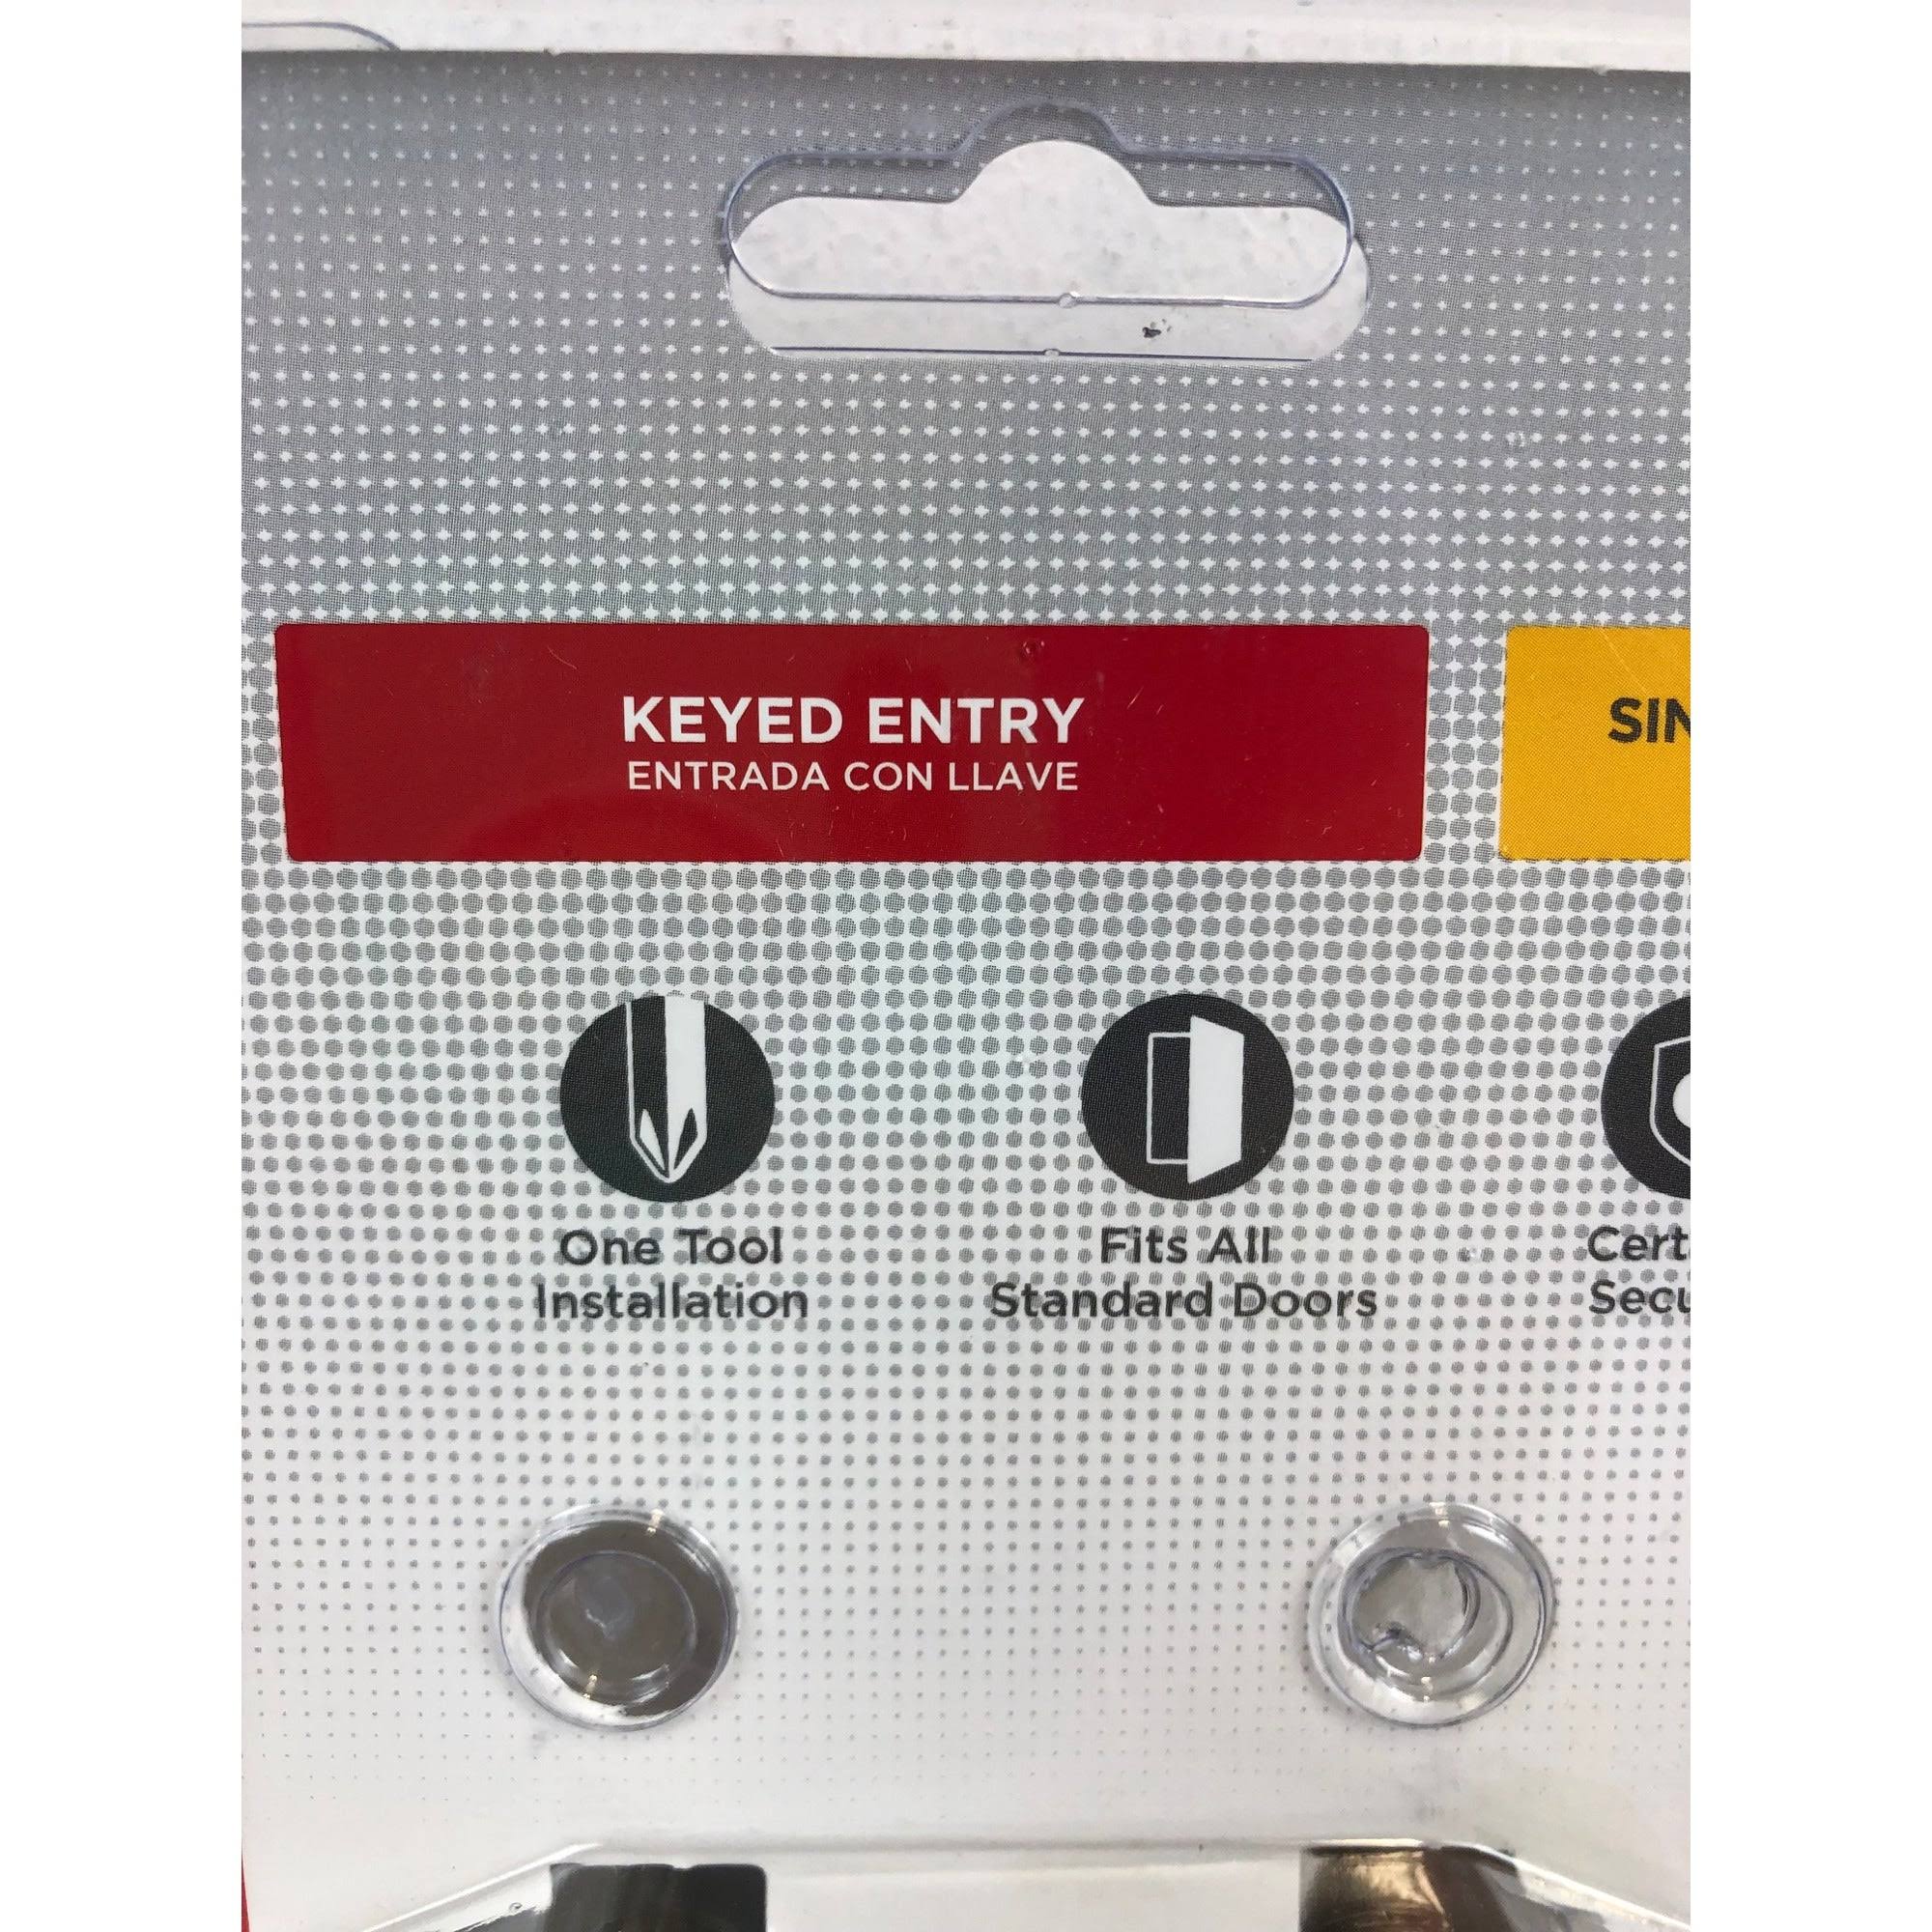 KEYED ENTRY
ENTRADA CON LLAVE
One Tool
Installation
Fits All
Standard Doors